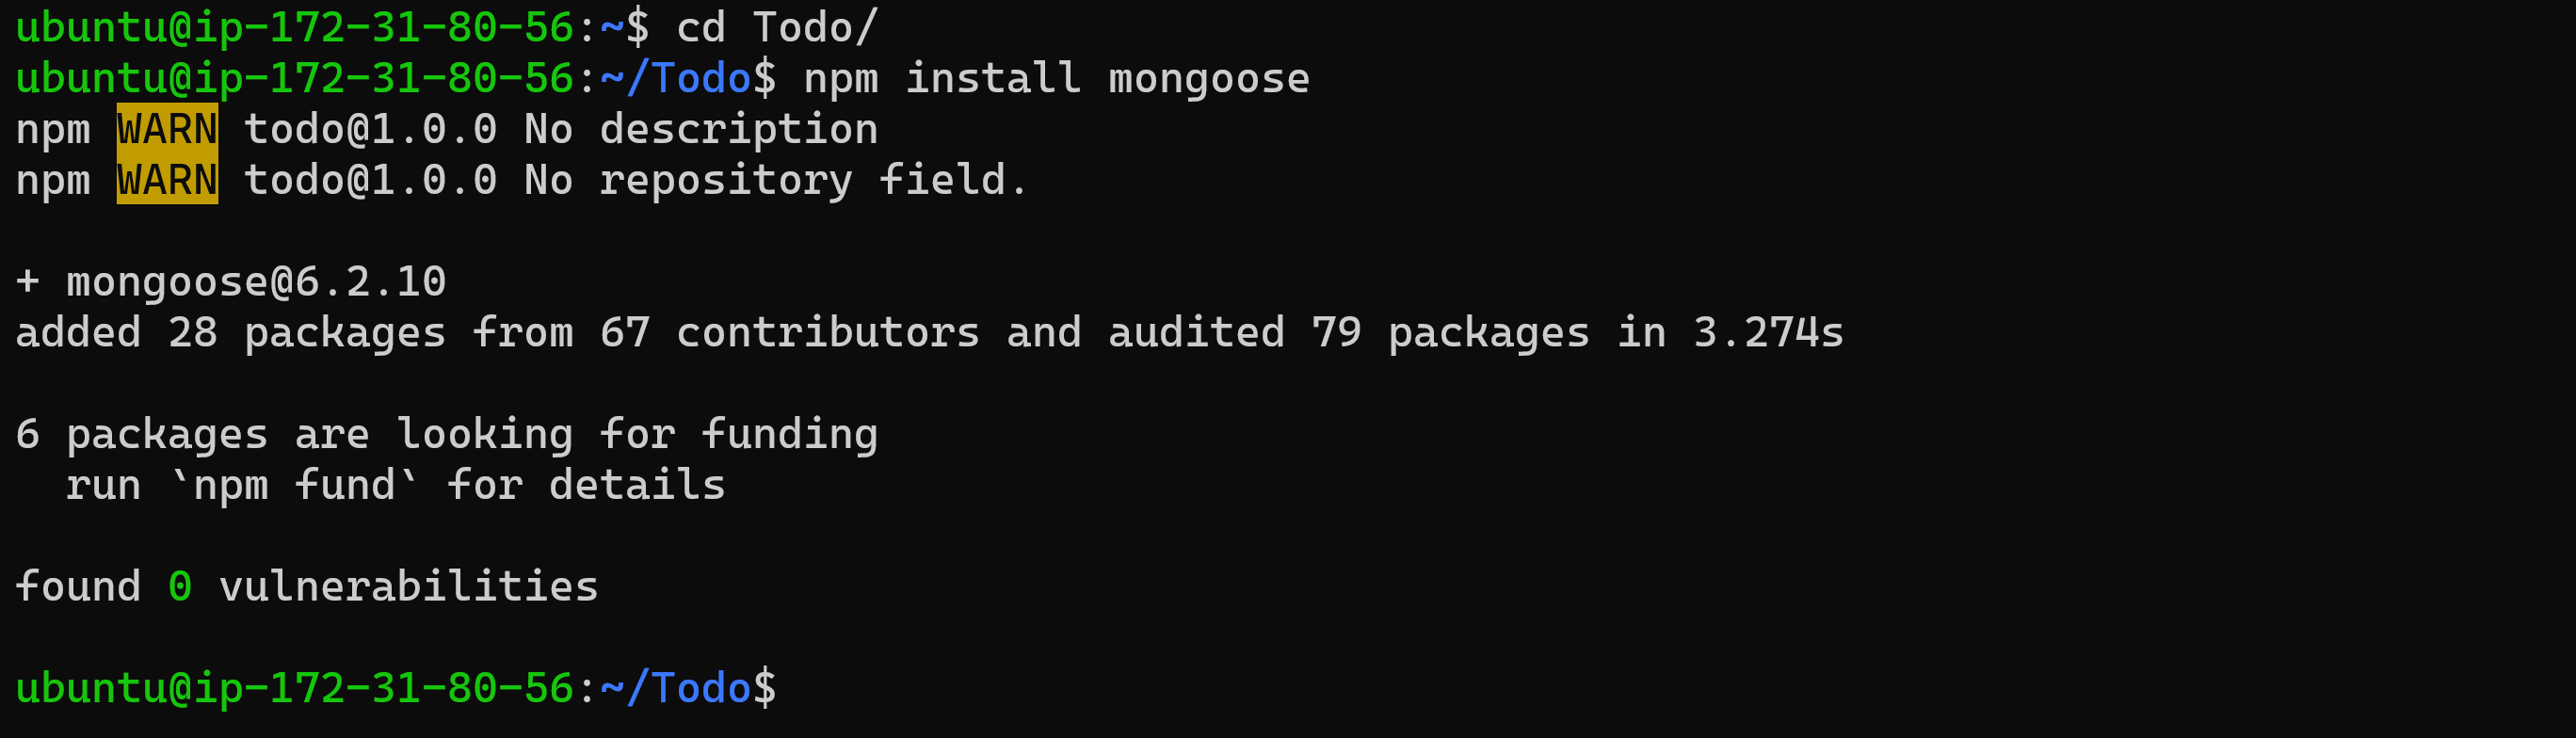 ubuntu@ip-172-31-80-56:~$ cd Todo/
ubuntu@ip-172-31-80-56:~/Todo$ npm install mongoose
npm WARN todo@1.0.0 No description
npm WARN todo@1.0.0 No repository field.
+ mongoose@6.2.10
added 28 packages from 67 contributors and audited 79 packages in 3.274s
6 packages are looking for funding
  run `npm fund` for details
found 0 vulnerabilities
ubuntu@ip-172-31-80-56:~/Todo$